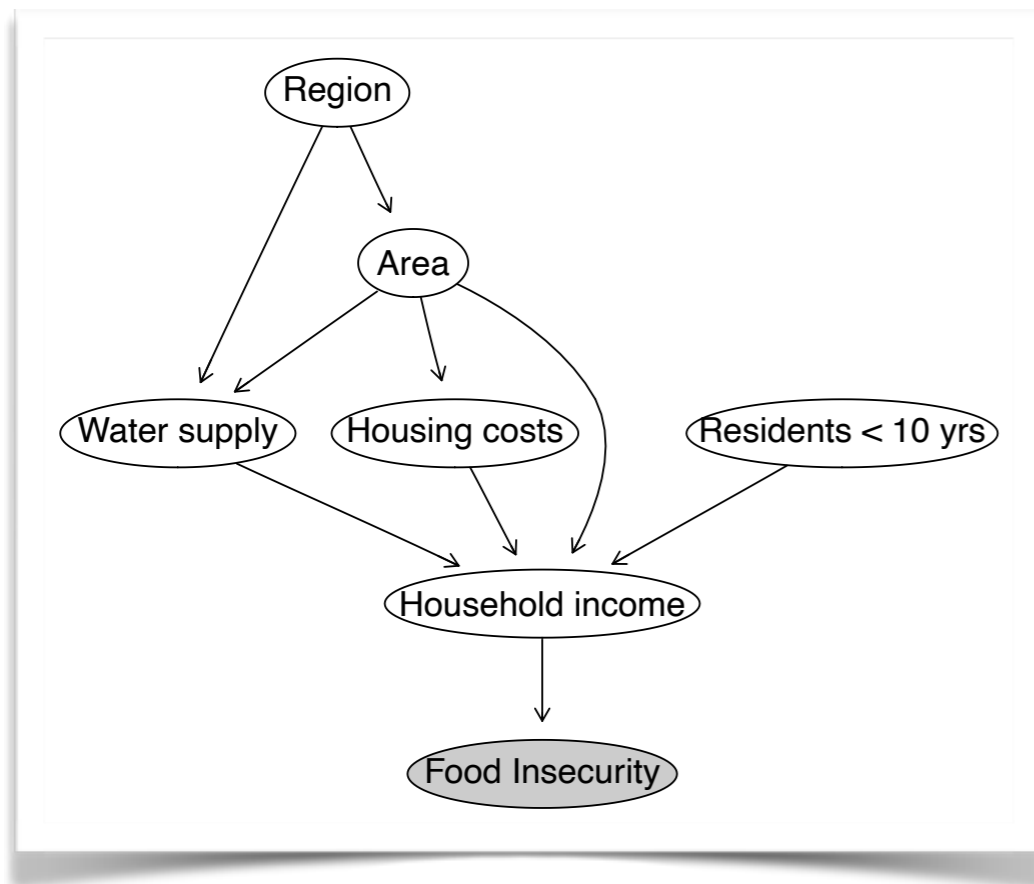 Region
Area
Water supply
Housing costs
Residents < 10 yrs
Household income
Food Insecurity